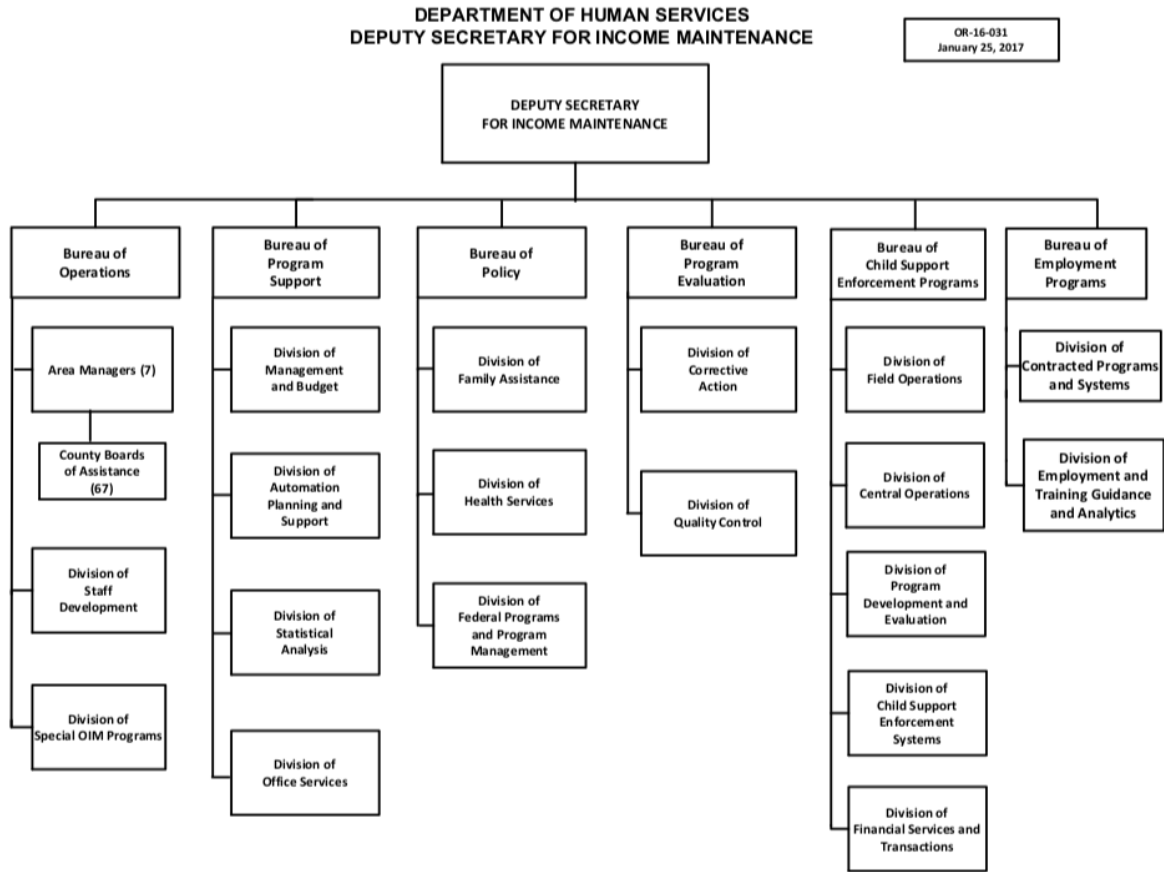 DEPARTMENT OF HUMAN SERVICES
DEPUTY SECRETARY FOR INCOME MAINTENANCE
OR-16-031
January 25, 2017
DEPUTY SECRETARY
FOR INCOME MAINTENANCE
Bureau of
Operations
Area Managers (7)
County Boards
of Assistance
(67)
Division of
Staff
Development
Division of
Special OIM Programs
Bureau of
Program
Support
Division of
Management
and Budget
Division of
Automation
Planning and
Support
Division of
Statistical
Analysis
Division of
Office Services
Bureau of
Policy
Division of
Family Assistance
Division of
Health Services
Division of
Federal Programs
and Program
Management
Bureau of
Program
Evaluation
Division of
Corrective
Action
Division of
Quality Control
Bureau of
Child Support
Enforcement Programs
Division of
Field Operations
Division of
Central Operations
Division of
Program
Development and
Evaluation
Division of
Child Support
Enforcement
Systems
Division of
Financial Services and
Transactions
Bureau of
Employment
Programs
Division of
Contracted Programs
and Systems
Division of
Employment and
Training Guidance
and Analytics